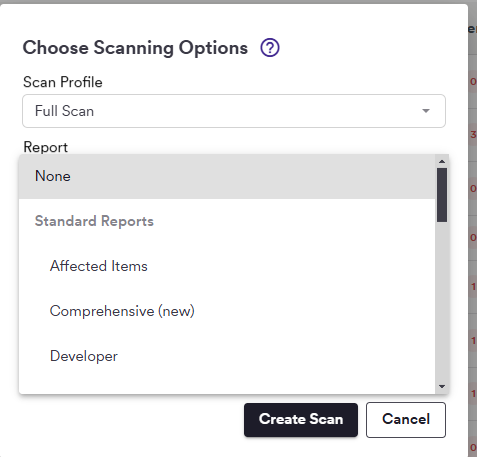 Choose Scanning Options ?
Scan Profile
Full Scan
Report
None
Standard Reports
Affected Items
Comprehensive (new)
Developer
Create Scan
Cancel